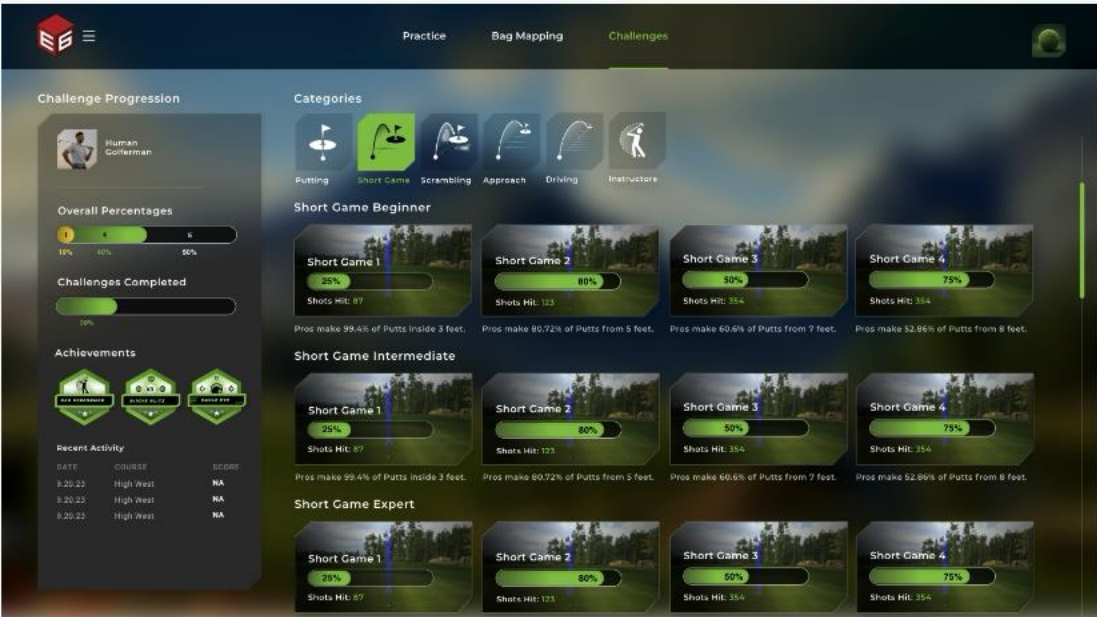 E6
Practice
Bag Mapping
Challenges
Challenge Progression
Human
Golferman
Overall Percentages
1 4 5
10% 40% 50%
Challenges Completed
30%
Achievements
EAGLE EYE
Recent Activity
DATE COURSE SCORE
9.20.23 High West NA
9.20.23 High West NA
9.20.23 High West NA
Categories
Putting
Short Game
Scrambling
Approach
Driving
Instructors
Short Game Beginner
Short Game 1
25%
Shots Hit: 87
Pros make 99.4% of Putts inside 3 feet.
Short Game 2
80%
Shots Hit: 123
Pros make 80.72% of Putts from 5 feet.
Short Game 3
50%
Shots Hit: 354
Pros make 60.6% of Putts from 7 feet.
Short Game 4
75%
Shots Hit: 354
Pros make 52.86% of Putts from 8 feet.
Short Game Intermediate
Short Game 1
25%
Shots Hit: 87
Pros make 99.4% of Putts inside 3 feet.
Short Game 2
80%
Shots Hit: 123
Pros make 80.72% of Putts from 5 feet.
Short Game 3
50%
Shots Hit: 354
Pros make 60.6% of Putts from 7 feet.
Short Game 4
75%
Shots Hit: 354
Pros make 52.86% of Putts from 8 feet.
Short Game Expert
Short Game 1
25%
Shots Hit: 87
Short Game 2
80%
Shots Hit: 123
Short Game 3
50%
Shots Hit: 354
Short Game 4
75%
Shots Hit: 354